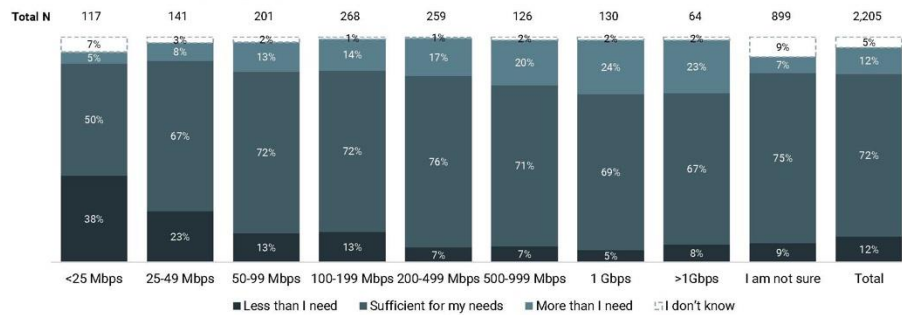 Total N 117 141 201 268 259 126 130 64 899 2,205
7% 3% 2% 1% 1% 2% 2% 2% 9% 5%
5% 8% 13% 14% 17% 20% 24% 23% 7% 12%
50% 67% 72% 72% 76% 71% 69% 67% 75% 72%
38% 23% 13% 13% 7% 7% 5% 8% 9% 12%
<25 Mbps 25-49 Mbps 50-99 Mbps 100-199 Mbps 200-499 Mbps 500-999 Mbps 1 Gbps >1Gbps I am not sure Total
Less than I need Sufficient for my needs More than I need I don't know